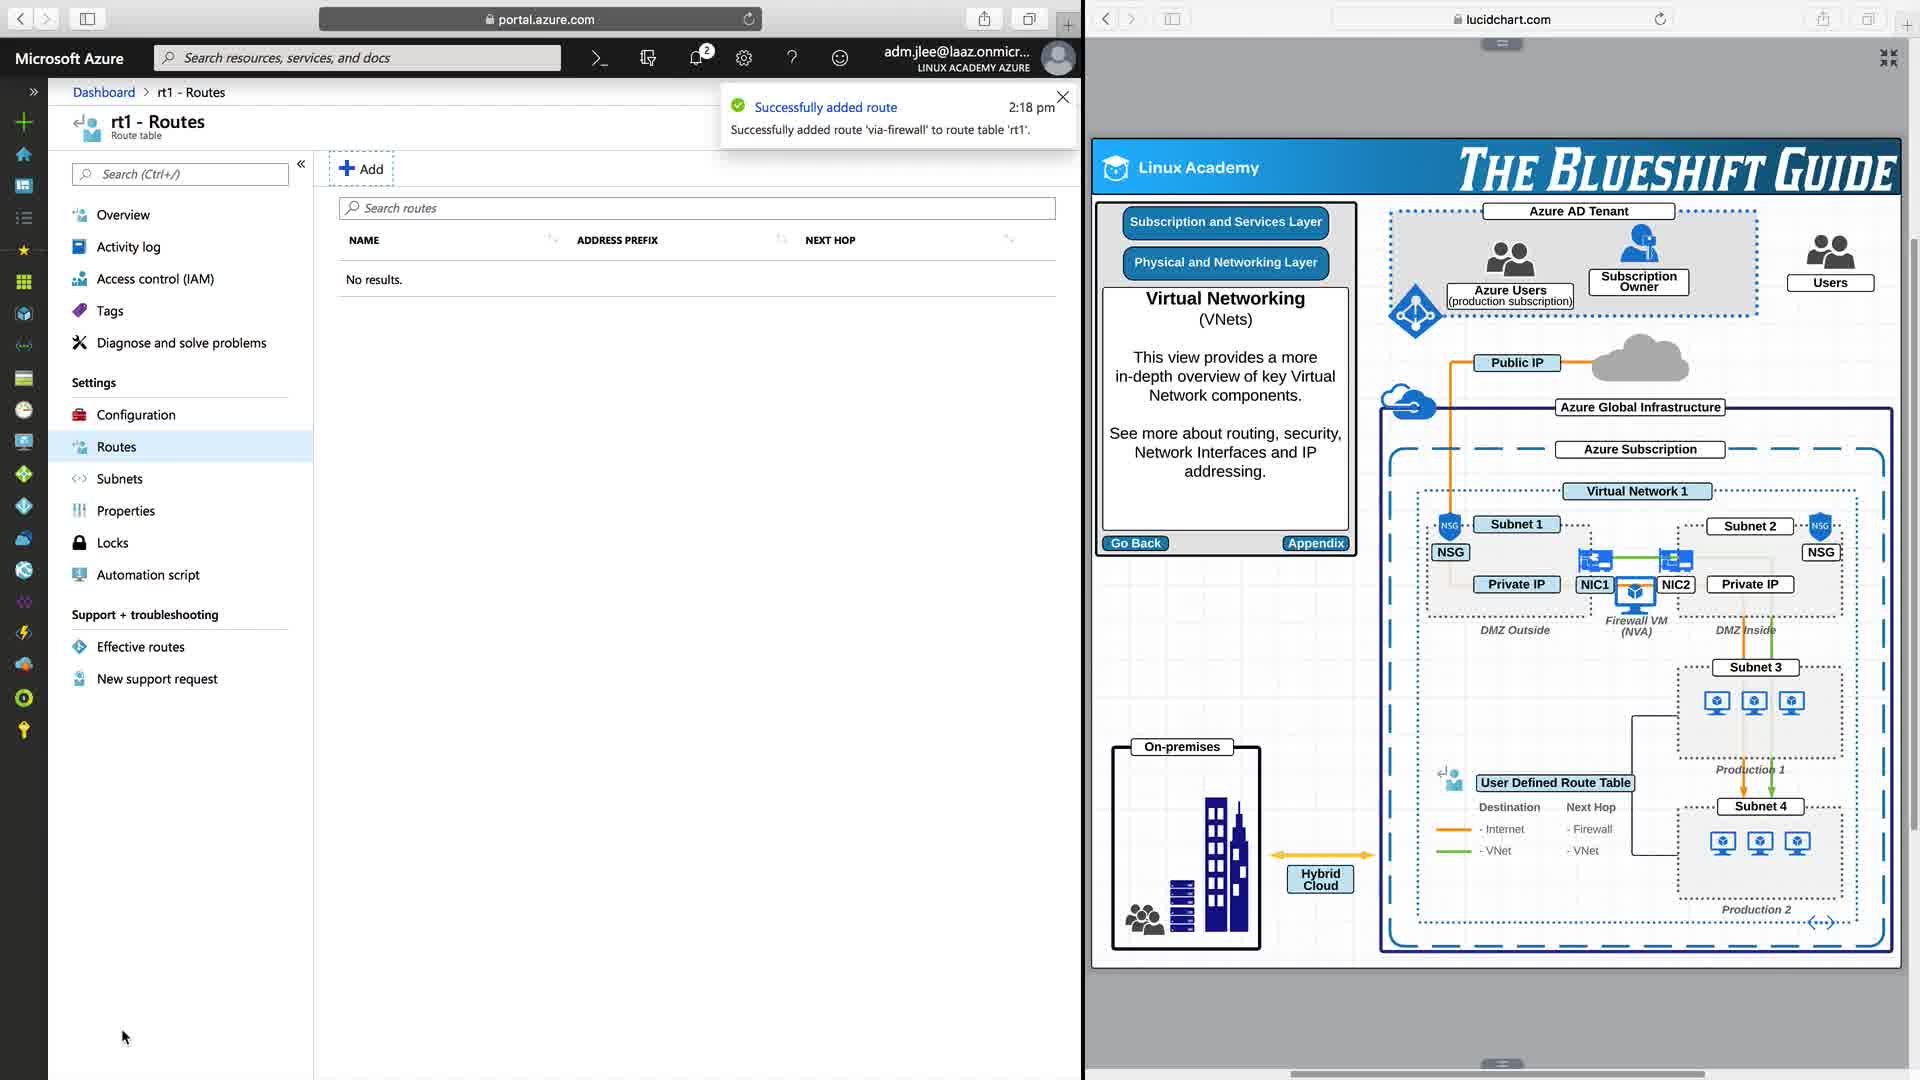 portal.azure.com
lucidchart.com
Microsoft Azure
Search resources, services, and docs
2
adm.jlee@laaz.onmicr...
LINUX ACADEMY AZURE
Dashboard > rt1 - Routes
rt1 - Routes
Route table
Successfully added route
2:18 pm
Successfully added route 'via-firewall' to route table 'rt1'.
Search (Ctrl+/)
Overview
Activity log
Access control (IAM)
Tags
Diagnose and solve problems
Settings
Configuration
Routes
Subnets
Properties
Locks
Automation script
Support + troubleshooting
Effective routes
New support request
Add
Search routes
NAME ADDRESS PREFIX NEXT HOP
No results.
Linux Academy
THE BLUESHIFT GUIDE
Subscription and Services Layer
Physical and Networking Layer
Virtual Networking
(VNets)
This view provides a more
in-depth overview of key Virtual
Network components.
See more about routing, security,
Network Interfaces and IP
addressing.
Go Back
Appendix
Azure AD Tenant
Azure Users
(production subscription)
Subscription
Owner
Users
Public IP
Azure Global Infrastructure
Azure Subscription
Virtual Network 1
NSG
Subnet 1
Subnet 2
NSG
NSG
NSG
Private IP
NIC1
NIC2
Private IP
DMZ Outside
Firewall VM
(NVA)
DMZ Inside
Subnet 3
Production 1
On-premises
User Defined Route Table
Destination Next Hop
- Internet - Firewall
- VNet - VNet
Subnet 4
Production 2
Hybrid
Cloud